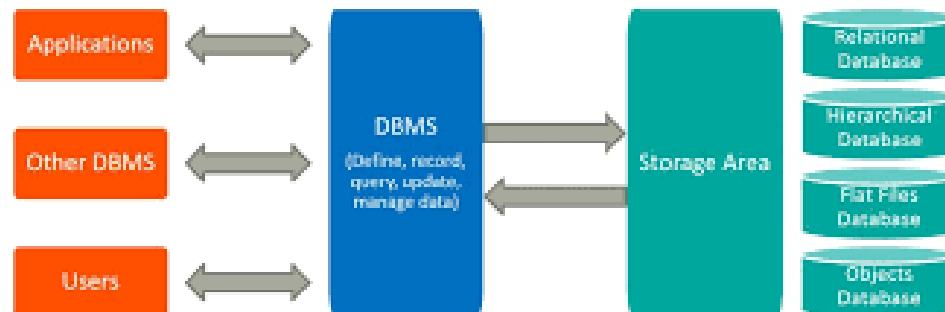 Applications
Other DBMS
Users
DBMS
(Define, record,
query, update,
manage data)
Storage Area
Relational
Database
Hierarchical
Database
Flat Files
Database
Objects
Database